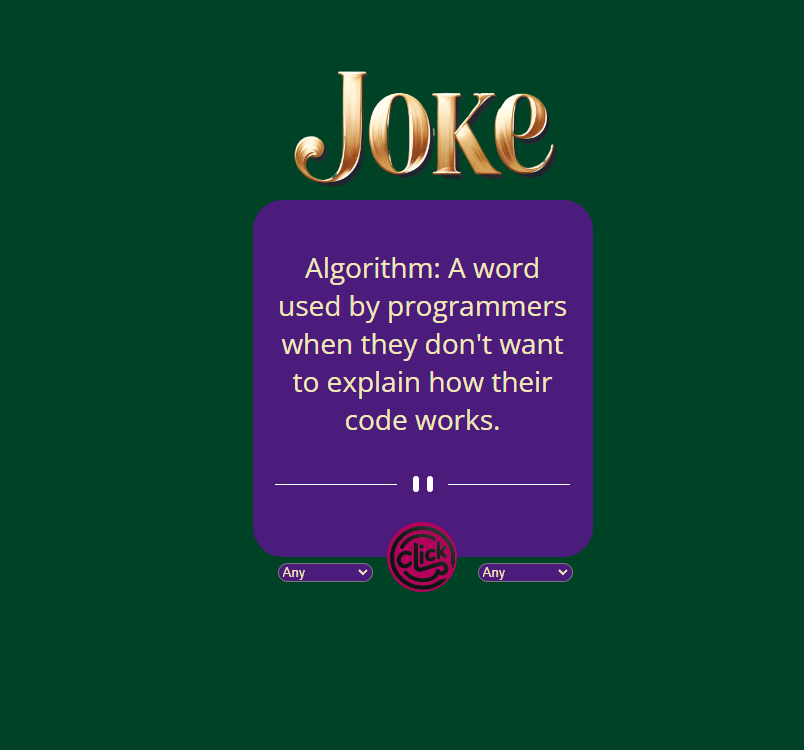 Joke
Algorithm: A word
used by programmers
when they don't want
to explain how their
code works.
click
Any
Any